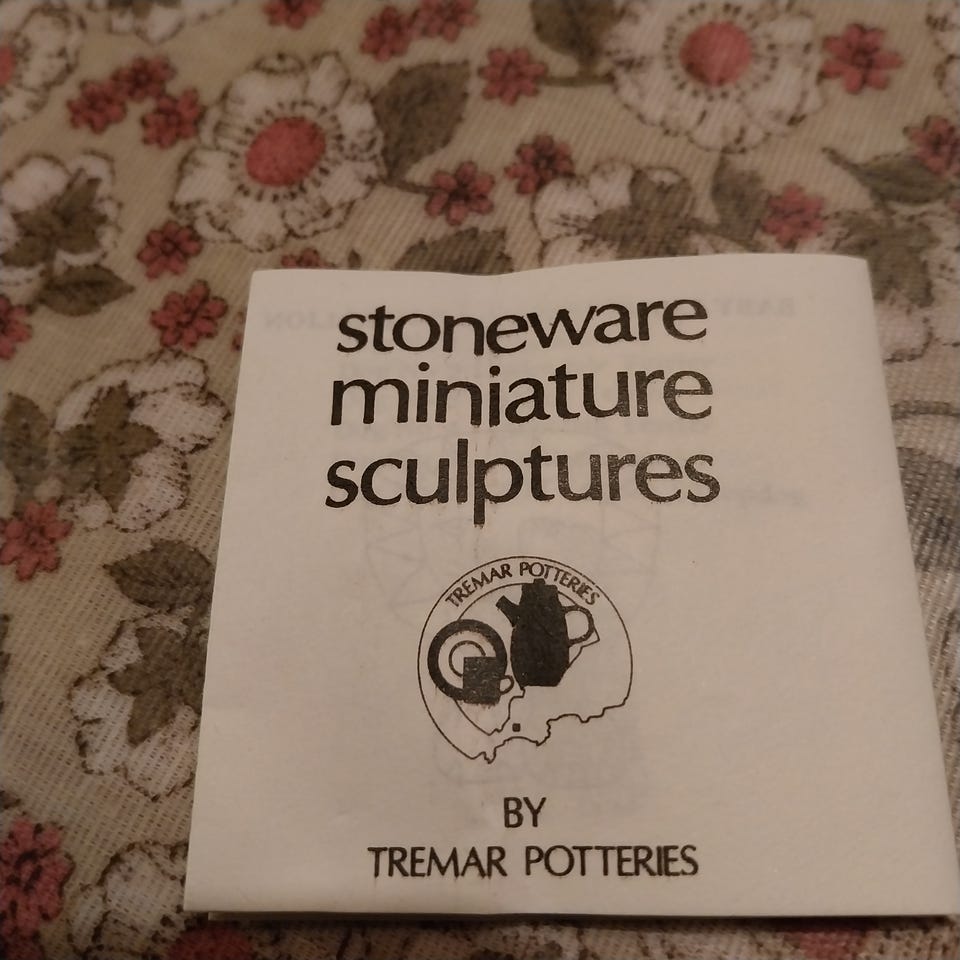 stoneware
miniature
sculptures
TREMAR POTTERIES
BY
TREMAR POTTERIES